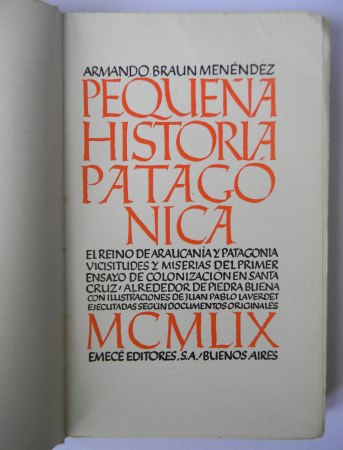 ARMANDO BRAUN MENÉNDEZ
PEQUEÑA
HISTORIA
PATAGÓ
NICA
EL REINO DE ARAUCANÍA Y PATAGONIA
VICISITUDES Y MISERIAS DEL PRIMER
ENSAYO DE COLONIZACIÓN EN SANTA
CRUZ, ALREDEDOR DE PIEDRA BUENA
CON ILUSTRACIONES DE JUAN PABLO LAVERDET
EJECUTADAS SEGÚN DOCUMENTOS ORIGINALES
MCMLIX
EMECÉ EDITORES, S.A./BUENOS AIRES